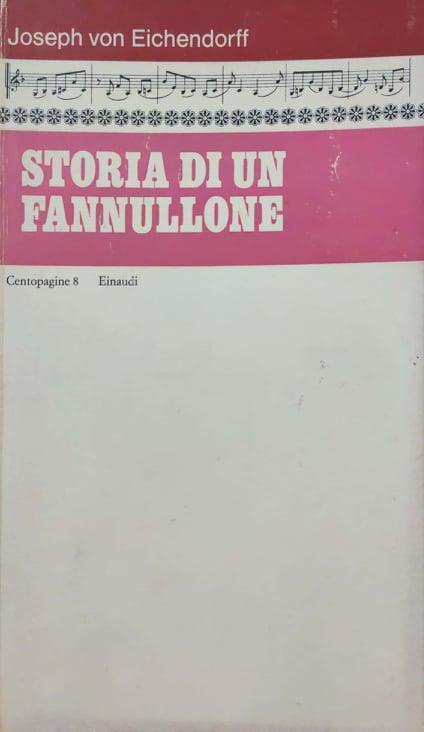 Joseph von Eichendorff
STORIA DI UN
FANNULLONE
Centopagine 8 Einaudi